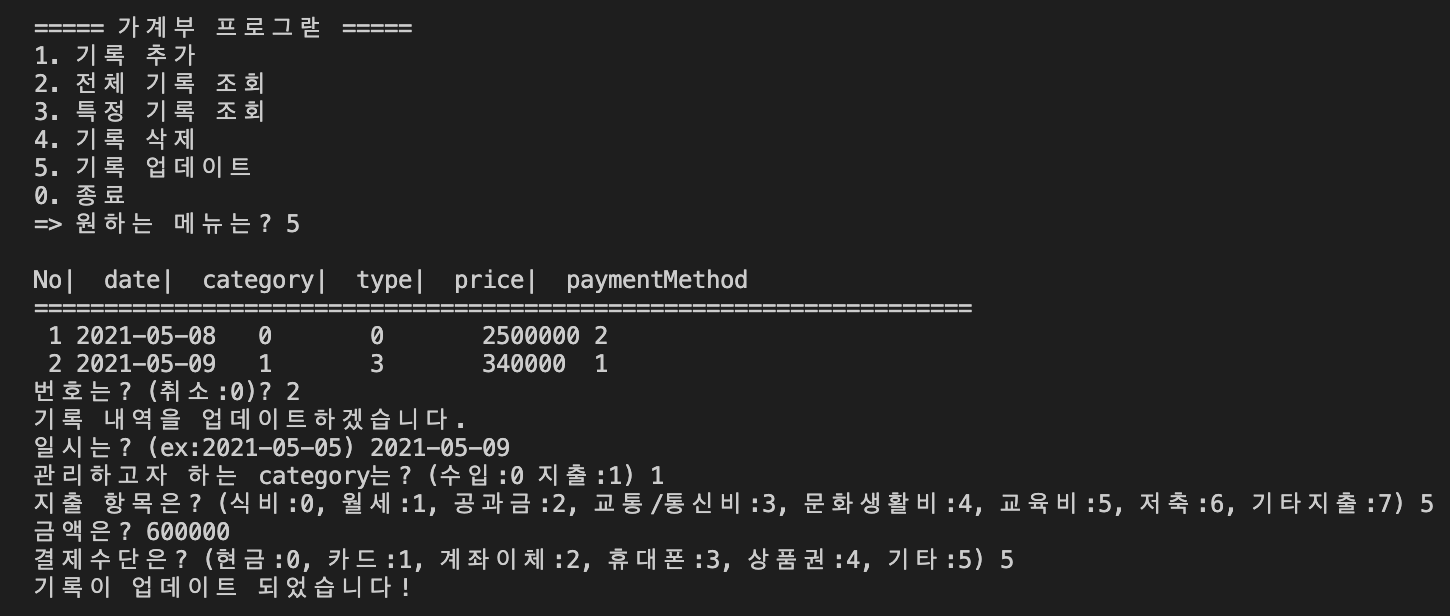 ===== 가계부 프로그랃 =====
1. 기록 추가
2. 전체 기록 조회
3. 특정 기록 조회
4. 기록 삭제
5. 기록 업데이트
0. 종료
=> 원하는 메뉴는? 5
No|  date|  category|  type|  price|  paymentMethod
===================================================================
 1 2021-05-08   0       0       2500000 2
 2 2021-05-09   1       3       340000  1
번호는? (취소:0)? 2
기록 내역을 업데이트하겠습니다.
일시는? (ex:2021-05-05) 2021-05-09
관리하고자 하는 category는? (수입:0 지출:1) 1
지출 항목은? (식비:0, 월세:1, 공과금:2, 교통/통신비:3, 문화생활비:4, 교육비:5, 저축:6, 기타지출:7) 5
금액은? 600000
결제수단은? (현금:0, 카드:1, 계좌이체:2, 휴대폰:3, 상품권:4, 기타:5) 5
기록이 업데이트 되었습니다!